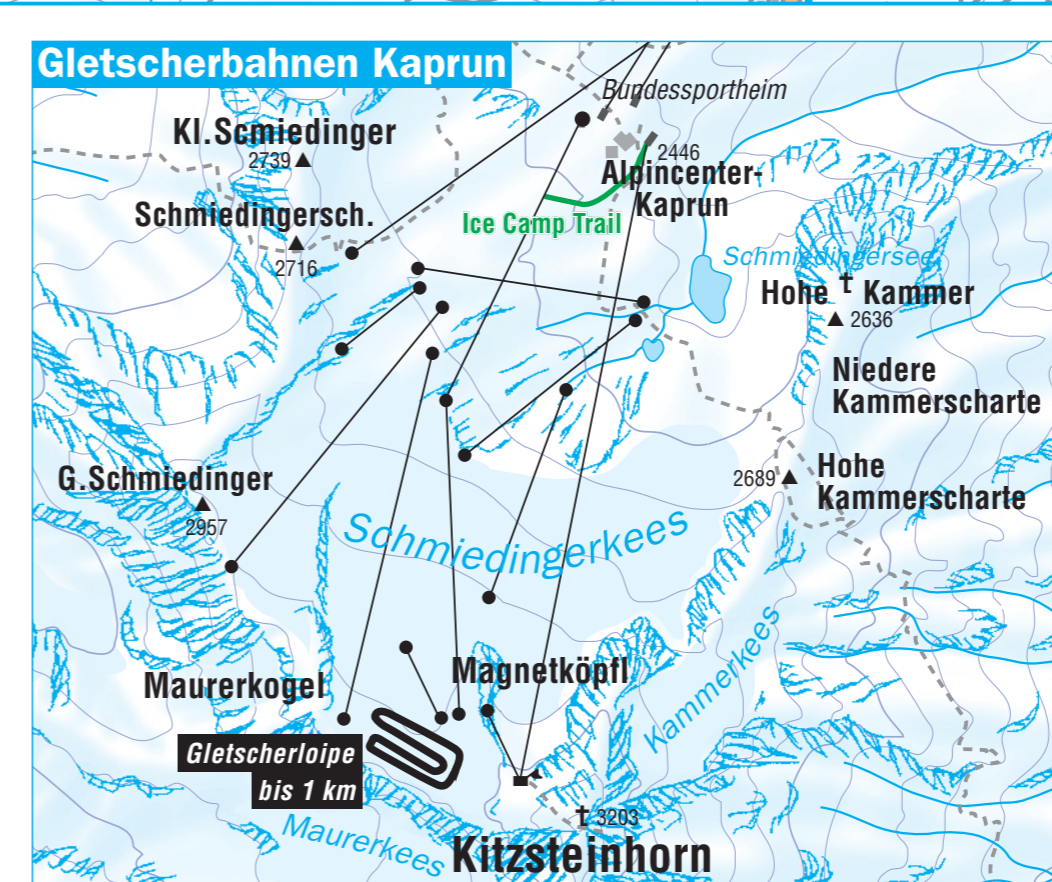 Gletscherbahnen Kaprun
Bundessportheim
Kl.Scmiedinger
2739
2446
Alpincenter-
Kaprun
Schmiedingersch.
2716
Ice Camp Trail
Schmiedingersee
Hohe Kammer
2636
Niedere
Kammerscharte
G.Schmiedinger
2957
2689
Hohe
Kammerscharte
Schmiedingerkees
Kammerkees
Magnetköpfl
Maurerkogel
Gletscherloipe
bis 1 km
3203
Maurerkees
Kitzsteinhorn